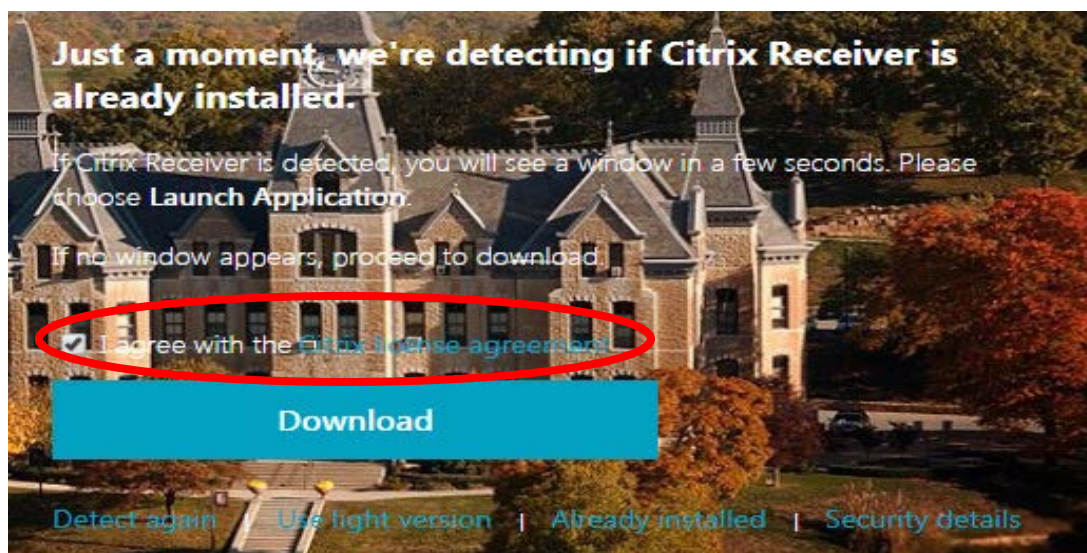 Just a moment, we're detecting if Citrix Receiver is
already installed.
If Citrix Receiver is detected, you will see a window in a few seconds. Please
choose Launch Application.
If no window appears, proceed to download.
I agree with the Citrix license agreement
Download
Detect again | Use light version | Already installed | Security details